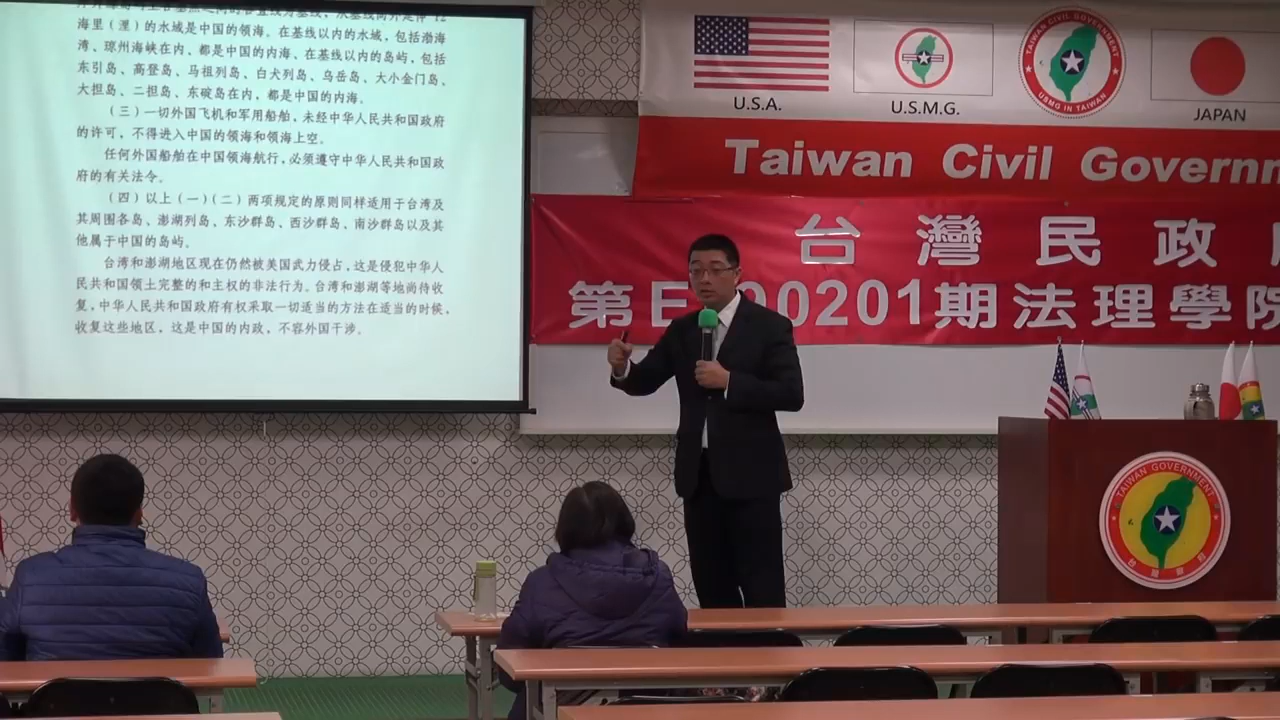 海里(浬)的水域是中国的领海。在基线以内的水域,包括渤海
湾、琼州海峡在内、都是中国的内海、在基线以内的岛屿,包括
东引岛、高登岛、马祖列岛、白犬列岛、乌岳岛、大小金门岛、
大担岛、二担岛、东碇岛在内,都是中国的内海。
(三)一切外国飞机和军用船舶,未经中华人民共和国政府
的许可,不得进入中国的领海和领海上空。
任何外国船舶在中国领海航行,必须遵守中华人民共和国政
府的有关法令。
(四)以上(一)(二)两项规定的原则同样适用于台湾及
其周围各岛、澎湖列岛、东沙群岛、西沙群岛、南沙群岛以及其
他属于中国的岛屿。
台湾和澎湖地区现在仍然被美国武力侵占,这是侵犯中华人
民共和国领土完整的和主权的非法行为。台湾和澎湖等地尚待收
复,中华人民共和国政府有权采取一切适当的方法在适当的时候,
收复这些地区,这是中国的内政,不容外国干涉。
U.S.A.
U.S.M.G.
TAIWAN CIVIL GOVERNMENT
USMG IN TAIWAN
JAPAN
Taiwan Civil Governm
台灣民政
第E 90201期法理學院
TAIWAN GOVERNMENT
台灣政府